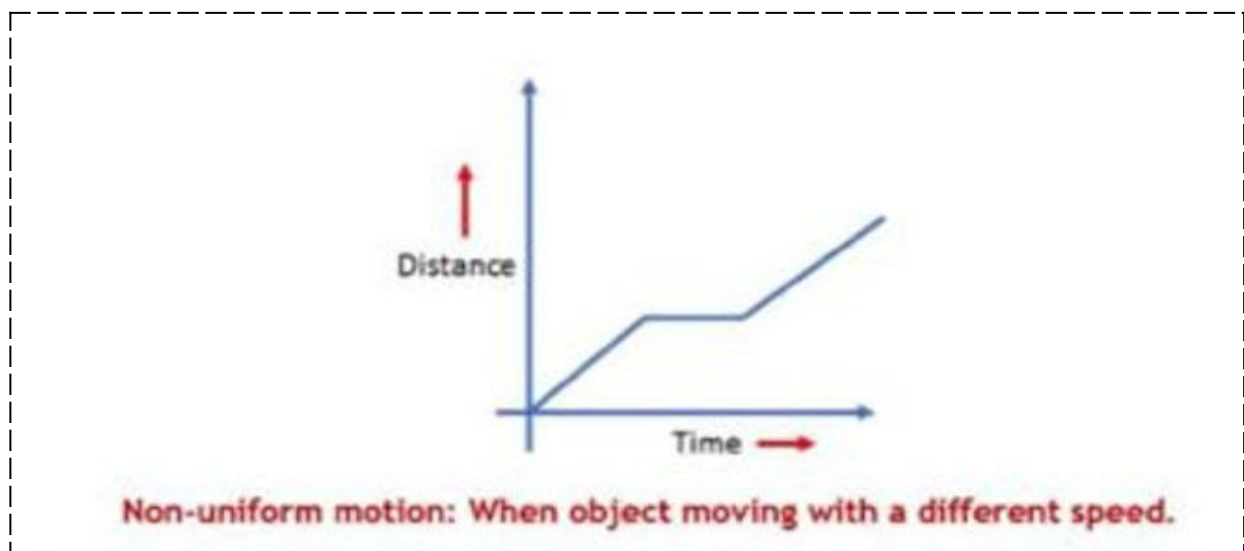 Distance
Time
Non-uniform motion: When object moving with a different speed.